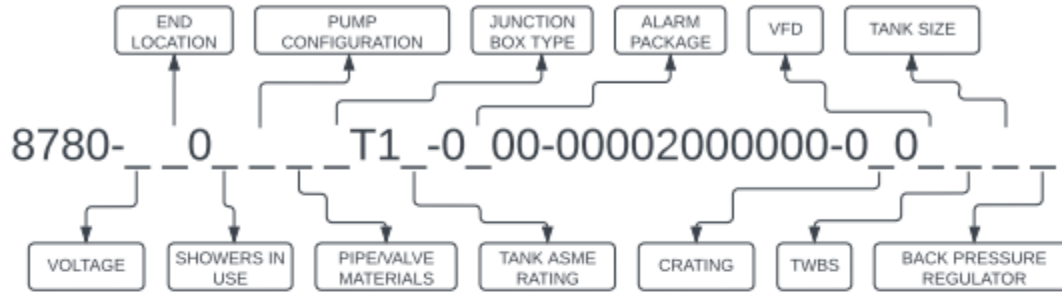 END
LOCATION
PUMP
CONFIGURATION
JUNCTION
BOX TYPE
ALARM
PACKAGE
VFD
TANK SIZE
8780-_ _0_ _ _ _T1_-0_00-00002000000-0_0_ _ _ _
VOLTAGE
SHOWERS IN
USE
PIPE/VALVE
MATERIALS
TANK ASME
RATING
CRATING
TWBS
BACK PRESSURE
REGULATOR